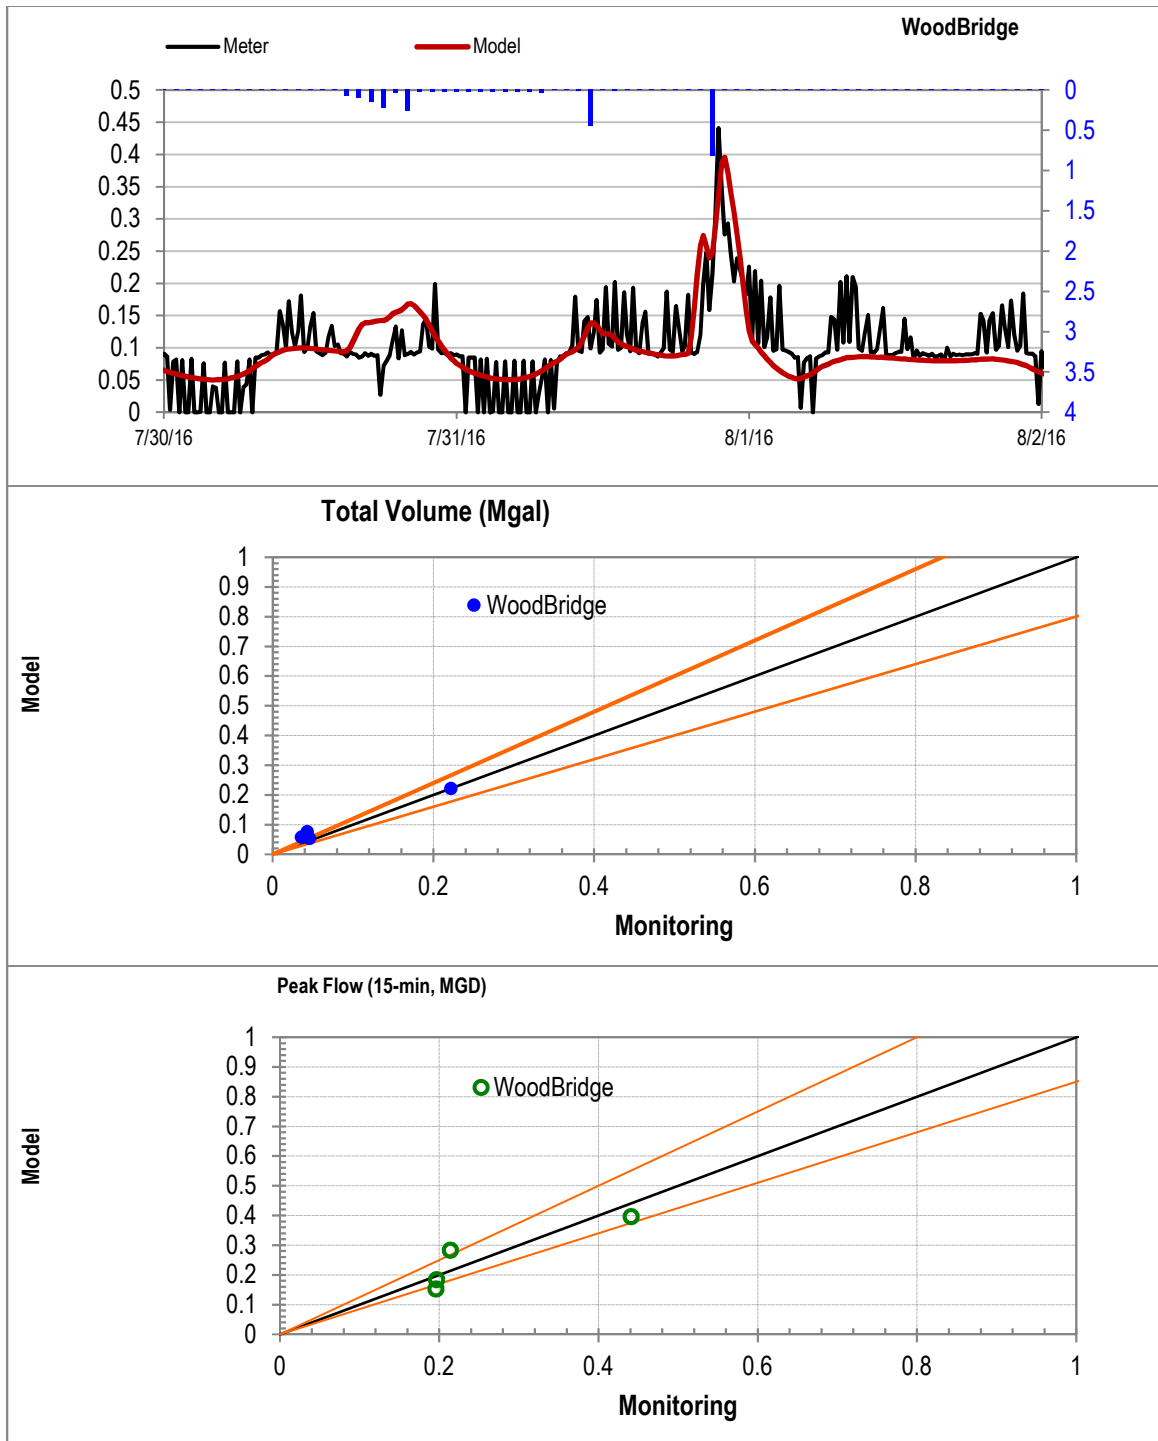 WoodBridge
Meter Model
0.5 0
0.45 0.5
0.4 1
0.35 1.5
0.3 2
0.25 2.5
0.2 3
0.15 3.5
0.1 4
0.05
0
7/30/16 7/31/16 8/1/16 8/2/16
Total Volume (Mgal)
Model
1
0.9
0.8
0.7
0.6
0.5
0.4
0.3
0.2
0.1
0
WoodBridge
0 0.2 0.4 0.6 0.8 1
Monitoring
Peak Flow (15-min, MGD)
Model
1
0.9
0.8
0.7
0.6
0.5
0.4
0.3
0.2
0.1
0
WoodBridge
0 0.2 0.4 0.6 0.8 1
Monitoring